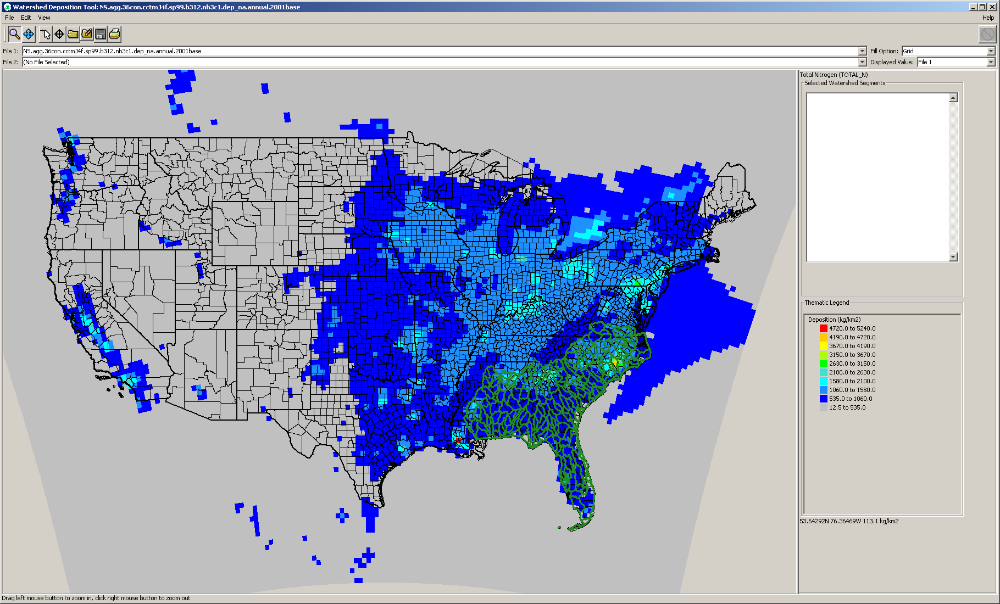 Watershed Deposition Tool: NS.agg.36con.cctmJ4f.sp99.b312.nh3c1.dep_na.annual.2001base
File Edit View Help
File 1: NS.agg.36con.cctmJ4f.sp99.b312.nh3c1.dep_na.annual.2001base Fill Option: Grid
File 2: (No File Selected) Displayed Value: File 1
Total Nitrogen (TOTAL_N)
Selected Watershed Segments
Thematic Legend
Deposition (kg/km2)
4720.0 to 5240.0
4190.0 to 4720.0
3670.0 to 4190.0
3150.0 to 3670.0
2630.0 to 3150.0
2100.0 to 2630.0
1580.0 to 2100.0
1060.0 to 1580.0
535.0 to 1060.0
12.5 to 535.0
53.64292N 76.36469W 113.1 kg/km2
Drag left mouse button to zoom in, click right mouse button to zoom out